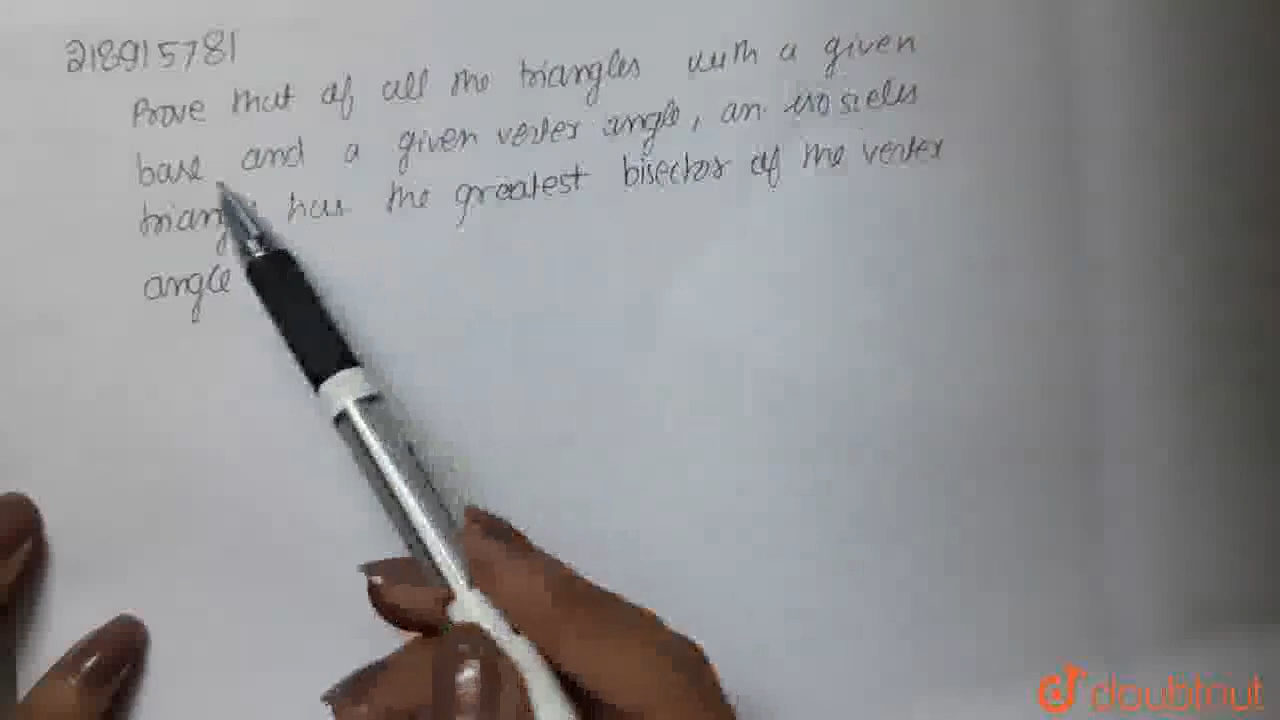 218915781
Prove that of all the triangles with a given
base and a given vertex angle, an isosceles
triangle has the greatest bisector of the vertex
angle
doubtnut